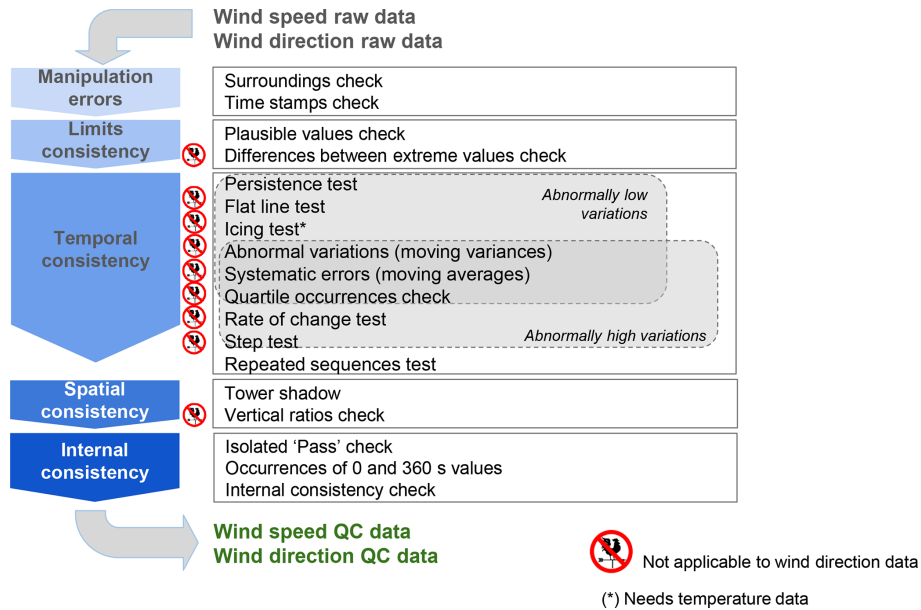 Wind speed raw data
Wind direction raw data
Manipulation
errors
Surroundings check
Time stamps check
Limits
consistency
Plausible values check
Differences between extreme values check
Temporal
consistency
Persistence test
Flat line test
Icing test*
Abnormal variations (moving variances)
Systematic errors (moving averages)
Quartile occurrences check
Rate of change test
Step test
Repeated sequences test
Abnormally low
variations
Abnormally high variations
Spatial
consistency
Tower shadow
Vertical ratios check
Internal
consistency
Isolated ‘Pass’ check
Occurrences of 0 and 360 s values
Internal consistency check
Wind speed QC data
Wind direction QC data
Not applicable to wind direction data
(*) Needs temperature data